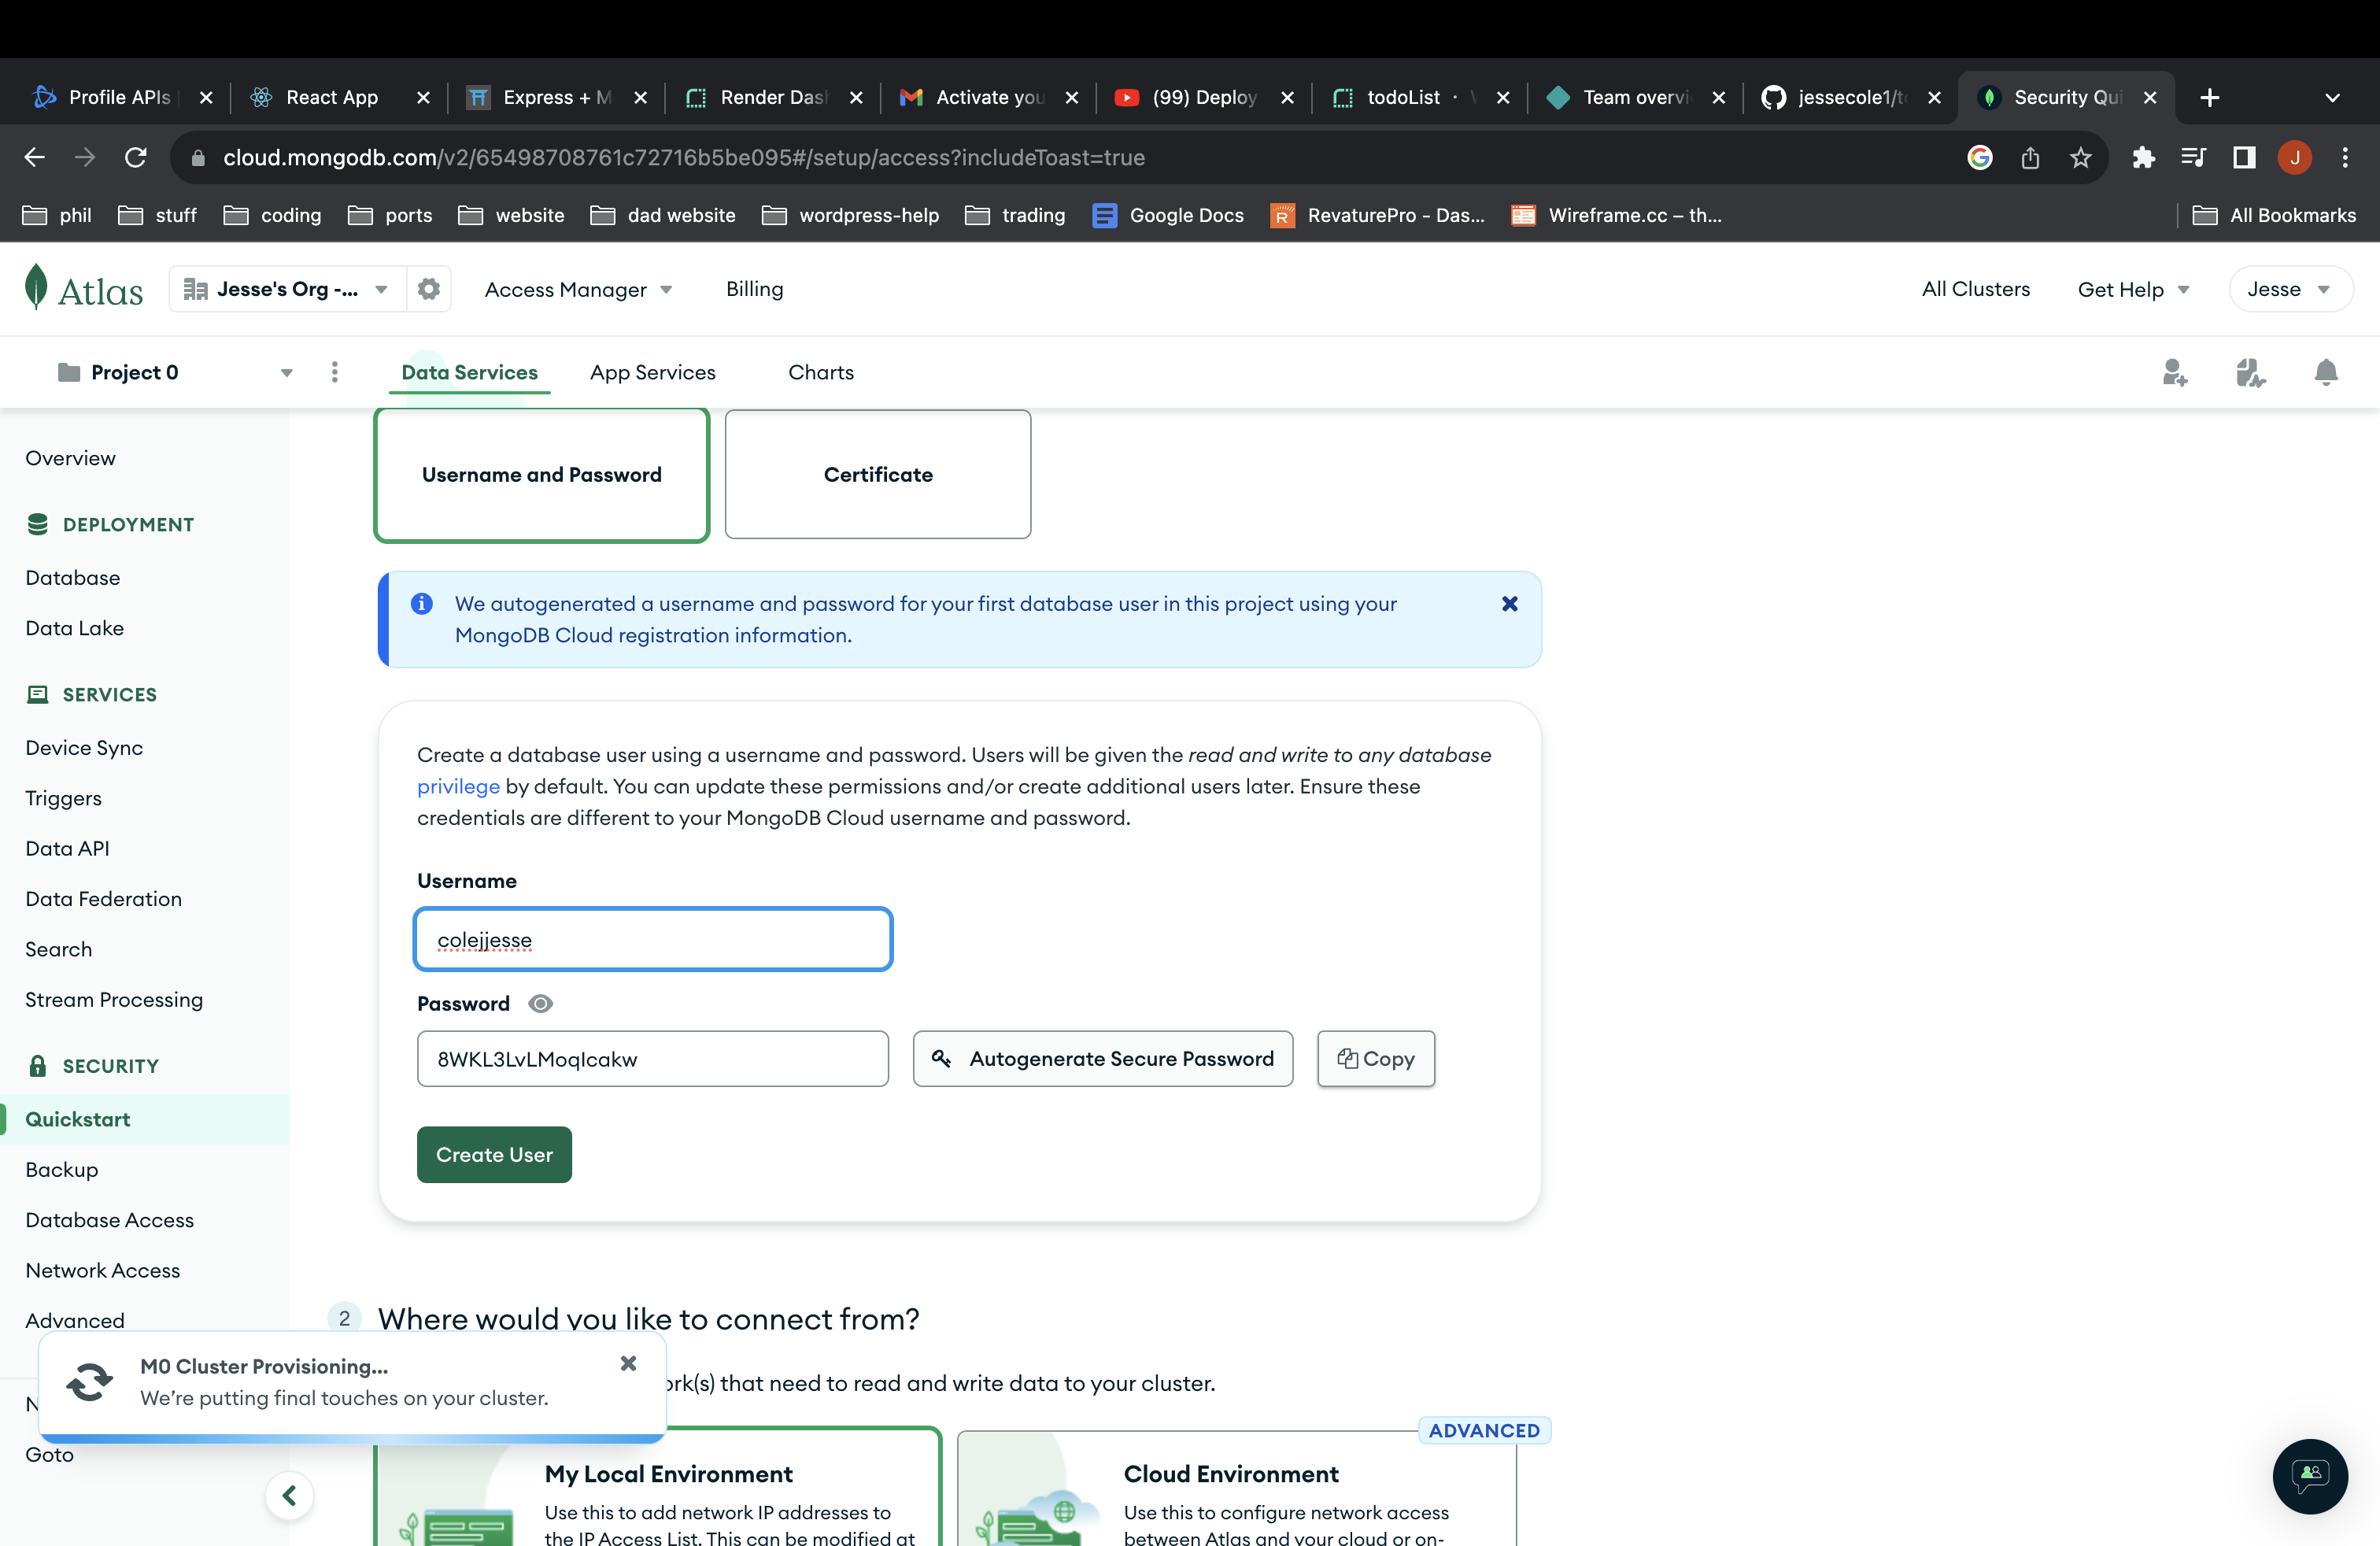 Profile APIs
React App
Express + M
Render Dash
Activate you
(99) Deploy
todoList ·
Team overvi
jessecole1/to
Security Qui
cloud.mongodb.com/v2/65498708761c72716b5be095#/setup/access?includeToast=true
J
phil
stuff
coding
ports
website
dad website
wordpress-help
trading
Google Docs
RevaturePro - Das...
Wireframe.cc – th...
All Bookmarks
Atlas
Jesse's Org -...
Access Manager
Billing
All Clusters
Get Help
Jesse
Project 0
Data Services
App Services
Charts
Overview
DEPLOYMENT
Database
Data Lake
SERVICES
Device Sync
Triggers
Data API
Data Federation
Search
Stream Processing
SECURITY
Quickstart
Backup
Database Access
Network Access
Advanced
Goto
Username and Password
Certificate
We autogenerated a username and password for your first database user in this project using your
MongoDB Cloud registration information.
Create a database user using a username and password. Users will be given the read and write to any database
privilege by default. You can update these permissions and/or create additional users later. Ensure these
credentials are different to your MongoDB Cloud username and password.
Username
colejjesse
Password
8WKL3LvLMoqIcakw
Autogenerate Secure Password
Copy
Create User
2 Where would you like to connect from?
M0 Cluster Provisioning...
We're putting final touches on your cluster.
that need to read and write data to your cluster.
My Local Environment
Use this to add network IP addresses to
the IP Access List. This can be modified at
ADVANCED
Cloud Environment
Use this to configure network access
between Atlas and your cloud or on-